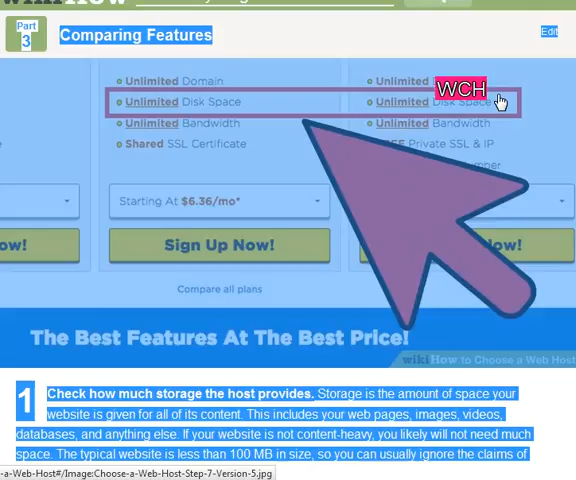 Part
3
Comparing Features
Edit
Unlimited Domain
Unlimited
WCH
Unlimited Disk Space
Unlimited Disk Space
Unlimited Bandwidth
Unlimited Bandwidth
Shared SSL Certificate
Private SSL & IP
Starting At $6.36/mo*
Sign Up Now!
Compare all plans
The Best Features At The Best Price!
wikiHow to Choose a Web Host
1 Check how much storage the host provides. Storage is the amount of space your
website is given for all of its content. This includes your web pages, images, videos,
databases, and anything else. If your website is not content-heavy, you likely will not need much
space. The typical website is less than 100 MB in size, so you can usually ignore the claims of
-a-Web-Host#/Image:Choose-a-Web-Host-Step-7-Version-5.jpg